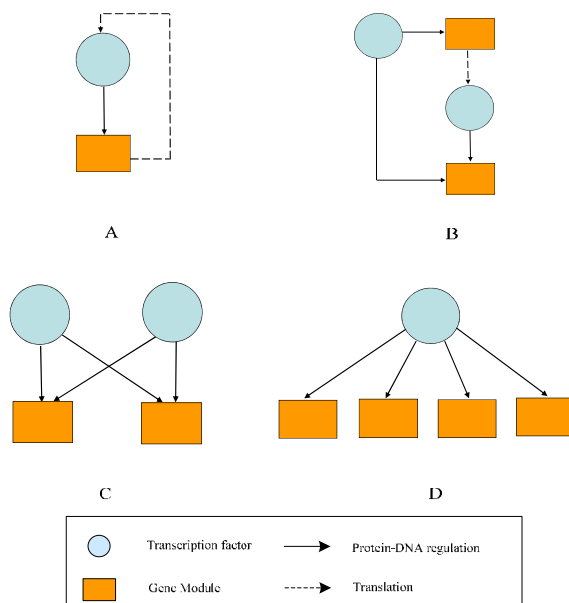 A
B
C
D
Transcription factor
Protein-DNA regulation
Gene Module
Translation